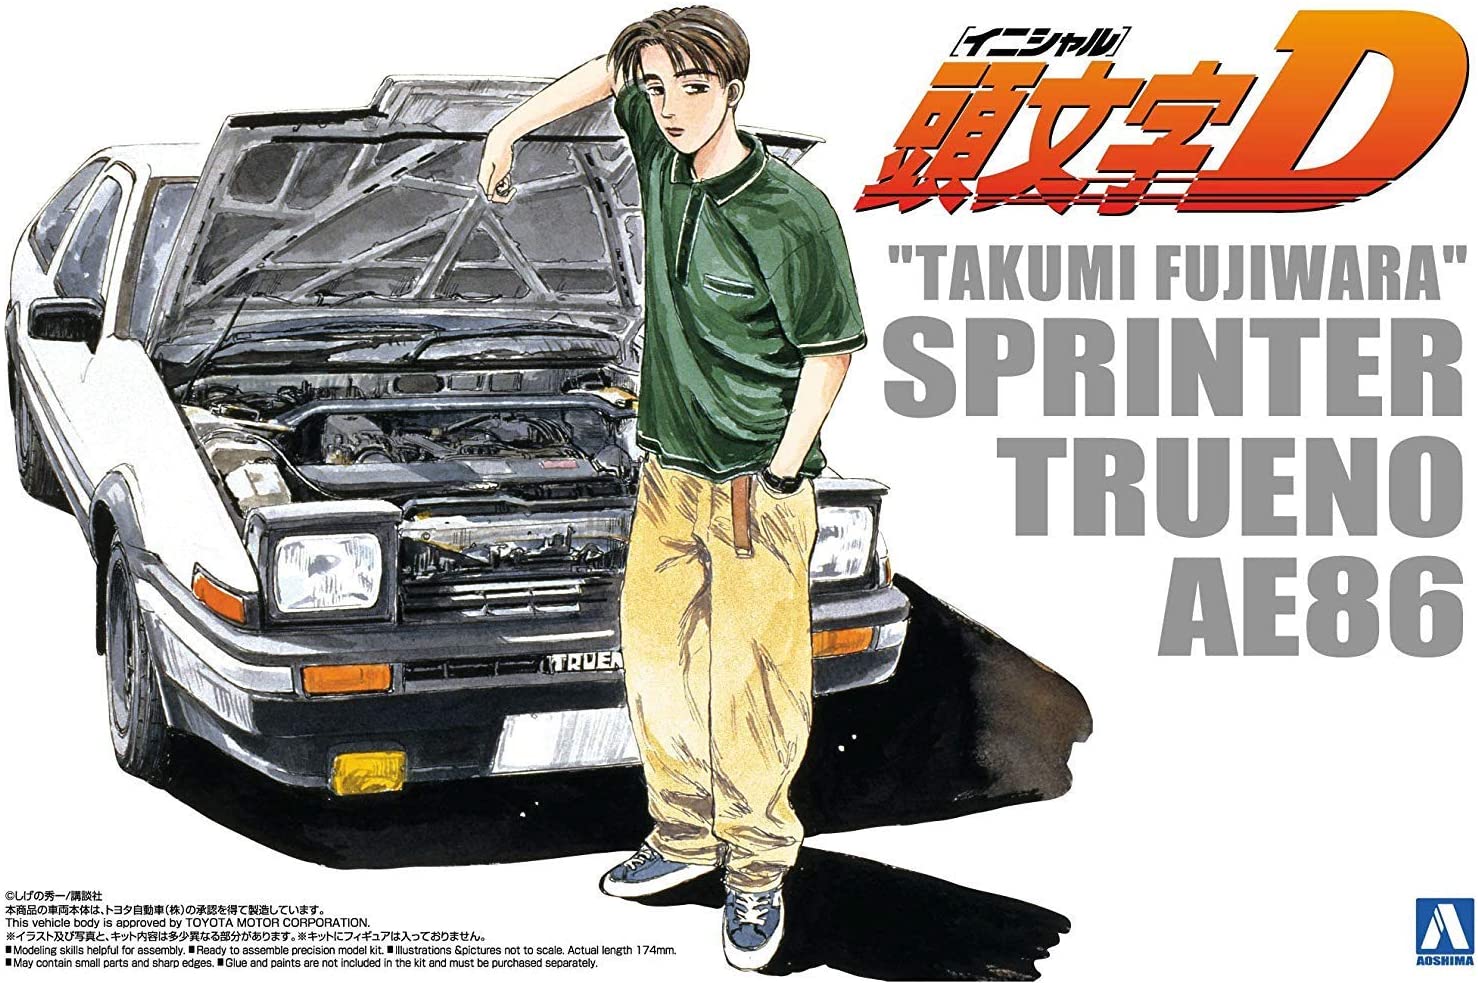 [イニシャル]
頭文字D
"TAKUMI FUJIWARA"
SPRINTER
TRUENO
AE86
TRUEN
©しげの秀一/講談社
本商品の車両本体は、トヨタ自動車(株)の承認を得て製造しています。
This vehicle body is approved by TOYOTA MOTOR CORPORATION.
※イラスト及び写真と、キット内容は多少異なる部分があります。※キットにフィギュアは入っておりません。
■Modeling skills helpful for assembly. ■Ready to assemble precision model kit. ■Illustrations &pictures not to scale. Actual length 174mm.
■May contain small parts and sharp edges. ■Glue and paints are not included in the kit and must be purchased separately.
AOSHIMA